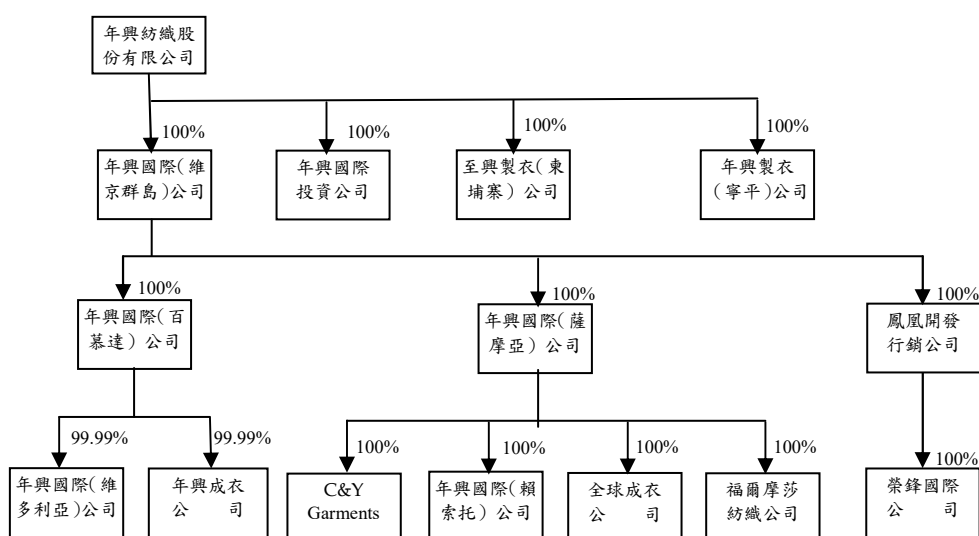 年興紡織股
份有限公司
100%
100%
100%
100%
年興國際(維
京群島)公司
年興國際
投資公司
至興製衣(柬
埔寨)公司
年興製衣
(寧平)公司
100%
100%
100%
年興國際(百
慕達)公司
年興國際(薩
摩亞)公司
鳳凰開發
行銷公司
99.99%
99.99%
100%
100%
100%
100%
100%
年興國際(維
多利亞)公司
年興成衣
公 司
C&Y
Garments
年興國際(賴
索托)公司
全球成衣
公 司
福爾摩莎
紡織公司
榮鋒國際
公 司